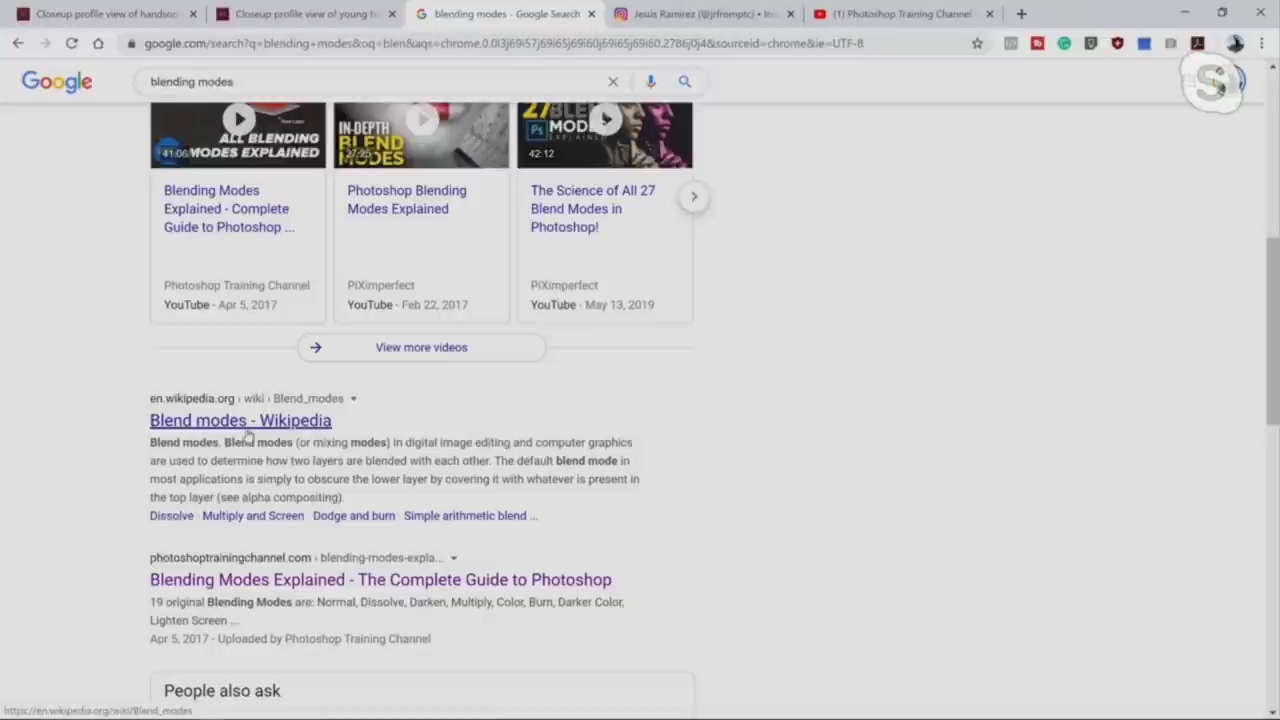 Closeup profile view of handsom
Closeup profile view of young h
blending modes - Google Search
Jesús Ramirez (@jrfromptc) • In
(1) Photoshop Training Channel
google.com/search?q=blending+modes&oq=blen&aqs=chrome.0.0l3j69i57j69i65j69i60j69i65j69i60.2786j0j4&sourceid=chrome&ie=UTF-8
Google
blending modes
ALL BLENDING
MODES EXPLAINED
41:06
IN-DEPTH
BLEND
MODES
27:25
27 BLEND
Ps MODES
EXPLAINED
42:12
Blending Modes
Explained - Complete
Guide to Photoshop ...
Photoshop Training Channel
YouTube - Apr 5, 2017
Photoshop Blending
Modes Explained
PiXimperfect
YouTube - Feb 22, 2017
The Science of All 27
Blend Modes in
Photoshop!
PiXimperfect
YouTube - May 13, 2019
View more videos
en.wikipedia.org › wiki › Blend_modes
Blend modes - Wikipedia
Blend modes. Blend modes (or mixing modes) in digital image editing and computer graphics
are used to determine how two layers are blended with each other. The default blend mode in
most applications is simply to obscure the lower layer by covering it with whatever is present in
the top layer (see alpha compositing).
Dissolve · Multiply and Screen · Dodge and burn · Simple arithmetic blend ...
photoshoptrainingchannel.com › blending-modes-expla...
Blending Modes Explained - The Complete Guide to Photoshop
19 original Blending Modes are: Normal, Dissolve, Darken, Multiply, Color, Burn, Darker Color,
Lighten Screen ...
Apr 5, 2017 · Uploaded by Photoshop Training Channel
People also ask
https://en.wikipedia.org/wiki/Blend_modes